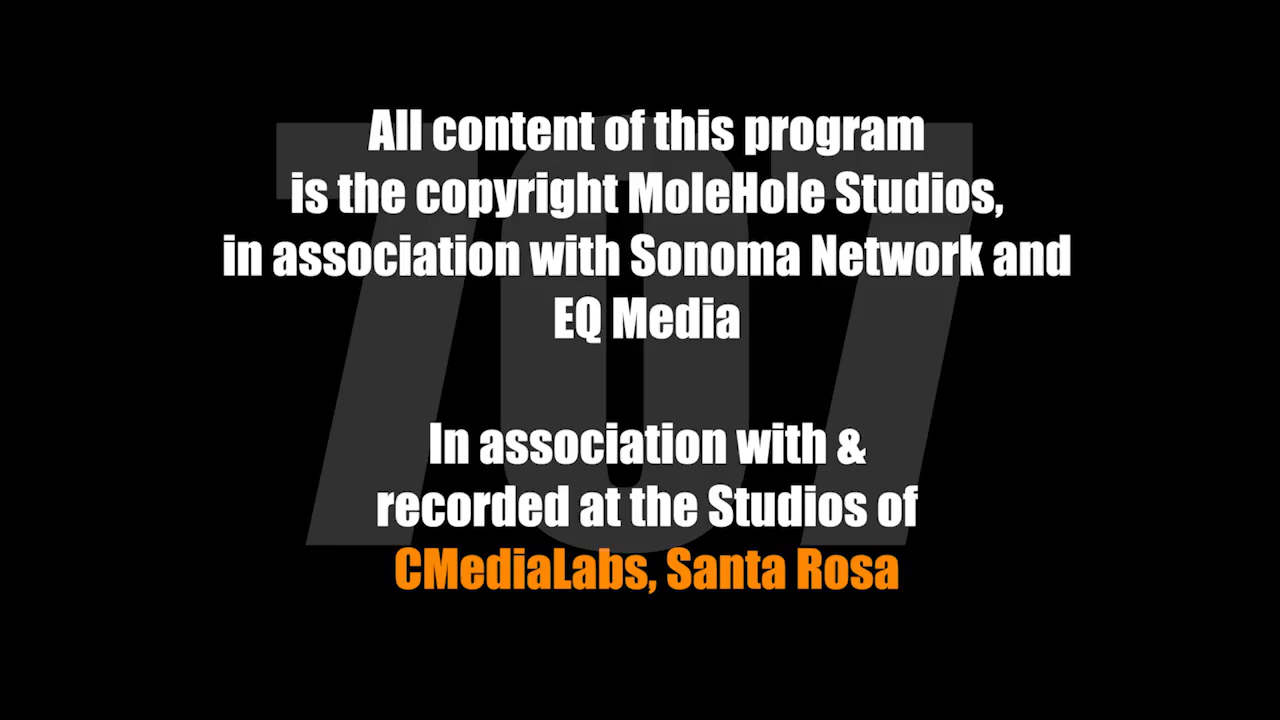 707
All content of this program
is the copyright MoleHole Studios,
in association with Sonoma Network and
EQ Media
In association with &
recorded at the Studios of
CMediaLabs, Santa Rosa